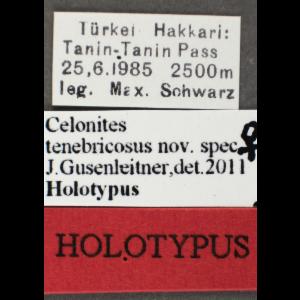 Türkei Hakkari:
Tanin-Tanin Pass
25,6.1985 2500m
leg. Max. Schwarz
Celonites
tenebricosus nov. spec ♀
J.Gusenleitner,det.2011
Holotypus
HOLOTYPUS